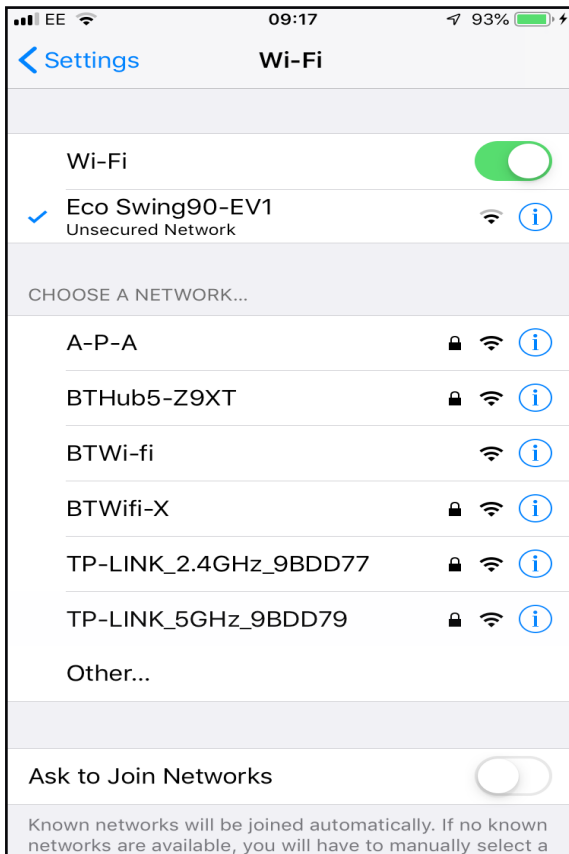 EE 09:17 93%
Settings Wi-Fi
Wi-Fi
Eco Swing90-EV1
Unsecured Network
CHOOSE A NETWORK...
A-P-A
BTHub5-Z9XT
BTWi-fi
BTWifi-X
TP-LINK_2.4GHz_9BDD77
TP-LINK_5GHz_9BDD79
Other...
Ask to Join Networks
Known networks will be joined automatically. If no known
networks are available, you will have to manually select a